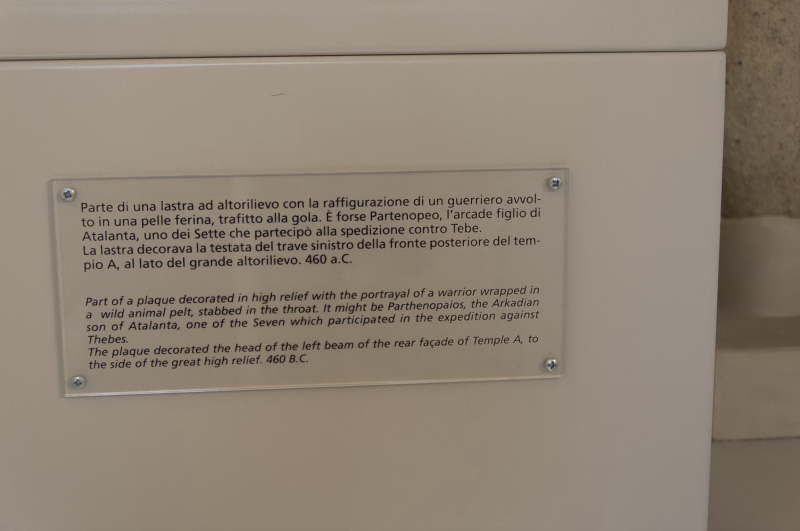 Parte di una lastra ad altorilievo con la raffigurazione di un guerriero avvol-
to in una pelle ferina, trafitto alla gola. È forse Partenopeo, l'arcade figlio di
Atalanta, uno dei Sette che partecipò alla spedizione contro Tebe.
La lastra decorava la testata del trave sinistro della fronte posteriore del tem-
pio A, al lato del grande altorilievo. 460 a.C.
Part of a plaque decorated in high relief with the portrayal of a warrior wrapped in
a wild animal pelt, stabbed in the throat. It might be Parthenopaios, the Arkadian
son of Atalanta, one of the Seven which participated in the expedition against
Thebes.
The plaque decorated the head of the left beam of the rear façade of Temple A, to
the side of the great high relief. 460 B.C.